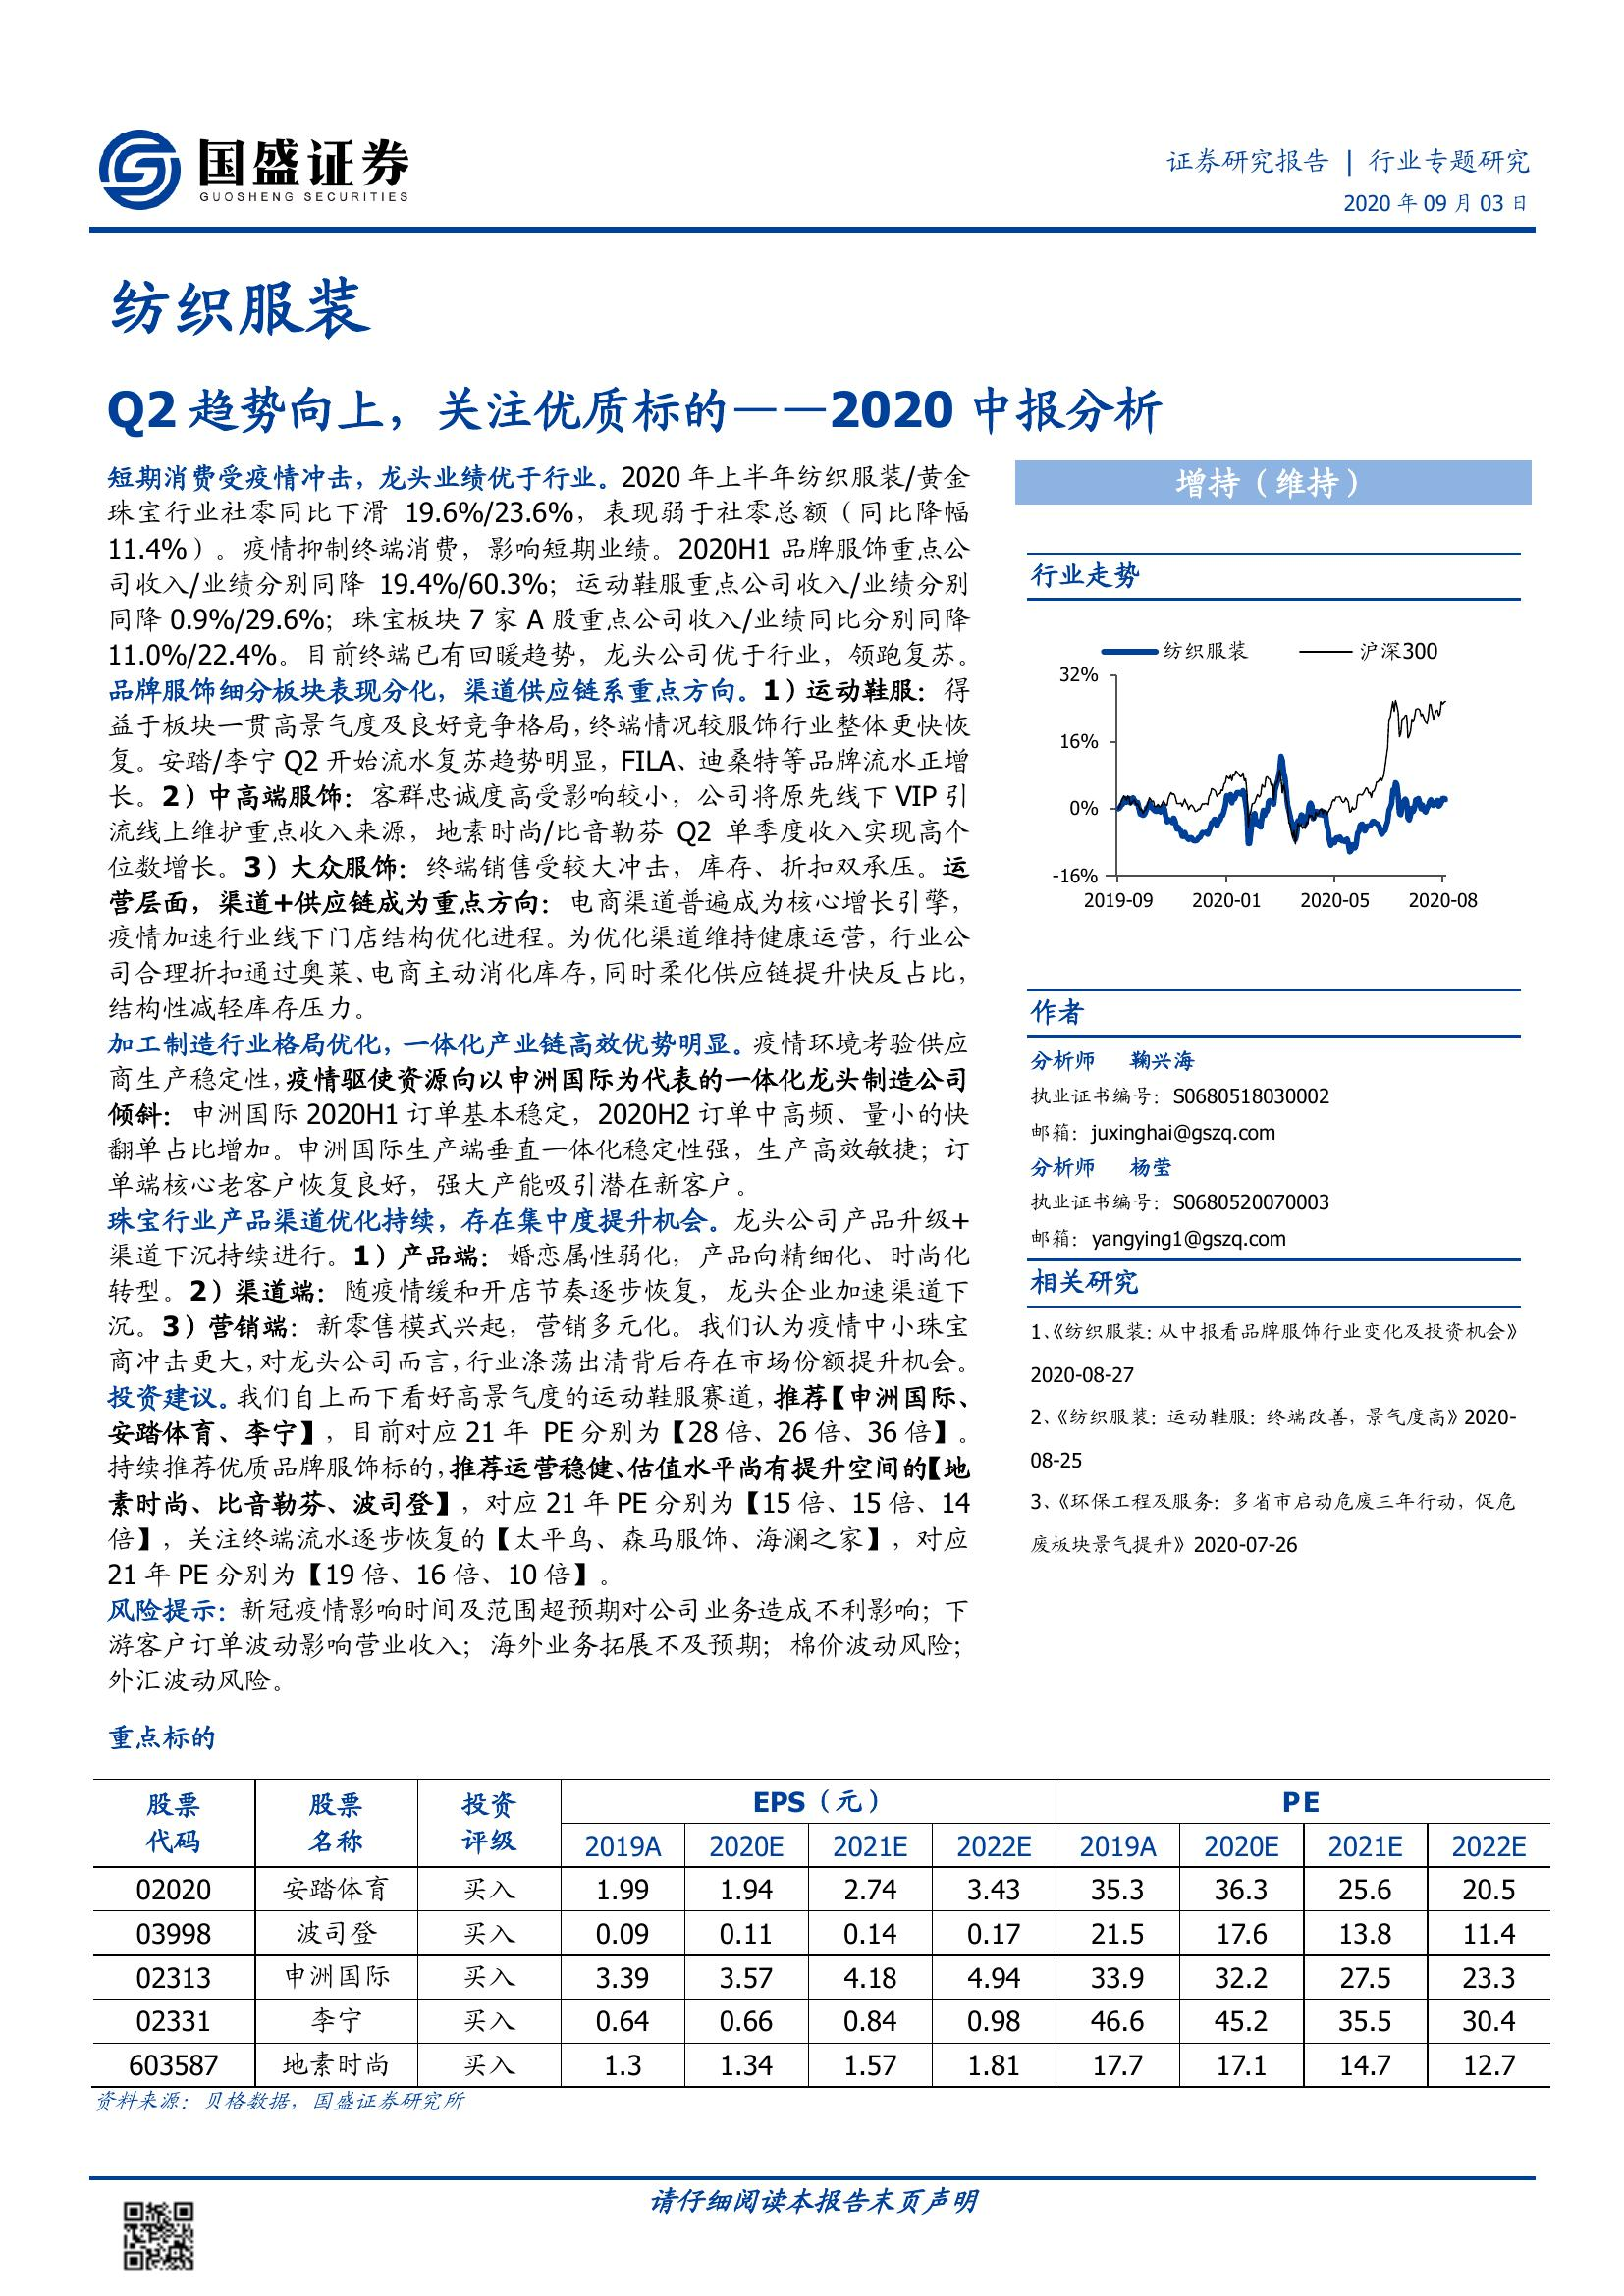 国盛证券
GUOSHENG SECURITIES
证券研究报告 | 行业专题研究
2020 年 09 月 03 日
纺织服装
Q2 趋势向上，关注优质标的——2020 中报分析
短期消费受疫情冲击，龙头业绩优于行业。2020 年上半年纺织服装/黄金
珠宝行业社零同比下滑 19.6%/23.6%，表现弱于社零总额（同比降幅
11.4%）。疫情抑制终端消费，影响短期业绩。2020H1 品牌服饰重点公
司收入/业绩分别同降 19.4%/60.3%；运动鞋服重点公司收入/业绩分别
同降 0.9%/29.6%；珠宝板块 7 家 A 股重点公司收入/业绩同比分别同降
11.0%/22.4%。目前终端已有回暖趋势，龙头公司优于行业，领跑复苏。
品牌服饰细分板块表现分化，渠道供应链系重点方向。1）运动鞋服：得
益于板块一贯高景气度及良好竞争格局，终端情况较服饰行业整体更快恢
复。安踏/李宁 Q2 开始流水复苏趋势明显，FILA、迪桑特等品牌流水正增
长。2）中高端服饰：客群忠诚度高受影响较小，公司将原先线下 VIP 引
流线上维护重点收入来源，地素时尚/比音勒芬 Q2 单季度收入实现高个
位数增长。3）大众服饰：终端销售受较大冲击，库存、折扣双承压。运
营层面，渠道+供应链成为重点方向：电商渠道普遍成为核心增长引擎，
疫情加速行业线下门店结构优化进程。为优化渠道维持健康运营，行业公
司合理折扣通过奥莱、电商主动消化库存，同时柔化供应链提升快反占比，
结构性减轻库存压力。
加工制造行业格局优化，一体化产业链高效优势明显。疫情环境考验供应
商生产稳定性，疫情驱使资源向以申洲国际为代表的一体化龙头制造公司
倾斜：申洲国际 2020H1 订单基本稳定，2020H2 订单中高频、量小的快
翻单占比增加。申洲国际生产端垂直一体化稳定性强，生产高效敏捷；订
单端核心老客户恢复良好，强大产能吸引潜在新客户。
珠宝行业产品渠道优化持续，存在集中度提升机会。龙头公司产品升级+
渠道下沉持续进行。1）产品端：婚恋属性弱化，产品向精细化、时尚化
转型。2）渠道端：随疫情缓和开店节奏逐步恢复，龙头企业加速渠道下
沉。3）营销端：新零售模式兴起，营销多元化。我们认为疫情中小珠宝
商冲击更大，对龙头公司而言，行业涤荡出清背后存在市场份额提升机会。
投资建议。我们自上而下看好高景气度的运动鞋服赛道，推荐【申洲国际、
安踏体育、李宁】，目前对应 21 年 PE 分别为【28 倍、26 倍、36 倍】。
持续推荐优质品牌服饰标的，推荐运营稳健、估值水平尚有提升空间的【地
素时尚、比音勒芬、波司登】，对应 21 年 PE 分别为【15 倍、15 倍、14
倍】，关注终端流水逐步恢复的【太平鸟、森马服饰、海澜之家】，对应
21 年 PE 分别为【19 倍、16 倍、10 倍】。
风险提示：新冠疫情影响时间及范围超预期对公司业务造成不利影响；下
游客户订单波动影响营业收入；海外业务拓展不及预期；棉价波动风险；
外汇波动风险。
增持（维持）
行业走势
纺织服装 沪深300
32%
16%
0%
-16%
2019-09 2020-01 2020-05 2020-08
作者
分析师 鞠兴海
执业证书编号：S0680518030002
邮箱：juxinghai@gszq.com
分析师 杨莹
执业证书编号：S0680520070003
邮箱：yangying1@gszq.com
相关研究
1、《纺织服装：从中报看品牌服饰行业变化及投资机会》
2020-08-27
2、《纺织服装：运动鞋服：终端改善，景气度高》2020-
08-25
3、《环保工程及服务：多省市启动危废三年行动，促危
废板块景气提升》2020-07-26
重点标的
股票 股票 投资 EPS（元） PE
代码 名称 评级 2019A 2020E 2021E 2022E 2019A 2020E 2021E 2022E
02020 安踏体育 买入 1.99 1.94 2.74 3.43 35.3 36.3 25.6 20.5
03998 波司登 买入 0.09 0.11 0.14 0.17 21.5 17.6 13.8 11.4
02313 申洲国际 买入 3.39 3.57 4.18 4.94 33.9 32.2 27.5 23.3
02331 李宁 买入 0.64 0.66 0.84 0.98 46.6 45.2 35.5 30.4
603587 地素时尚 买入 1.3 1.34 1.57 1.81 17.7 17.1 14.7 12.7
资料来源：贝格数据，国盛证券研究所
请仔细阅读本报告末页声明